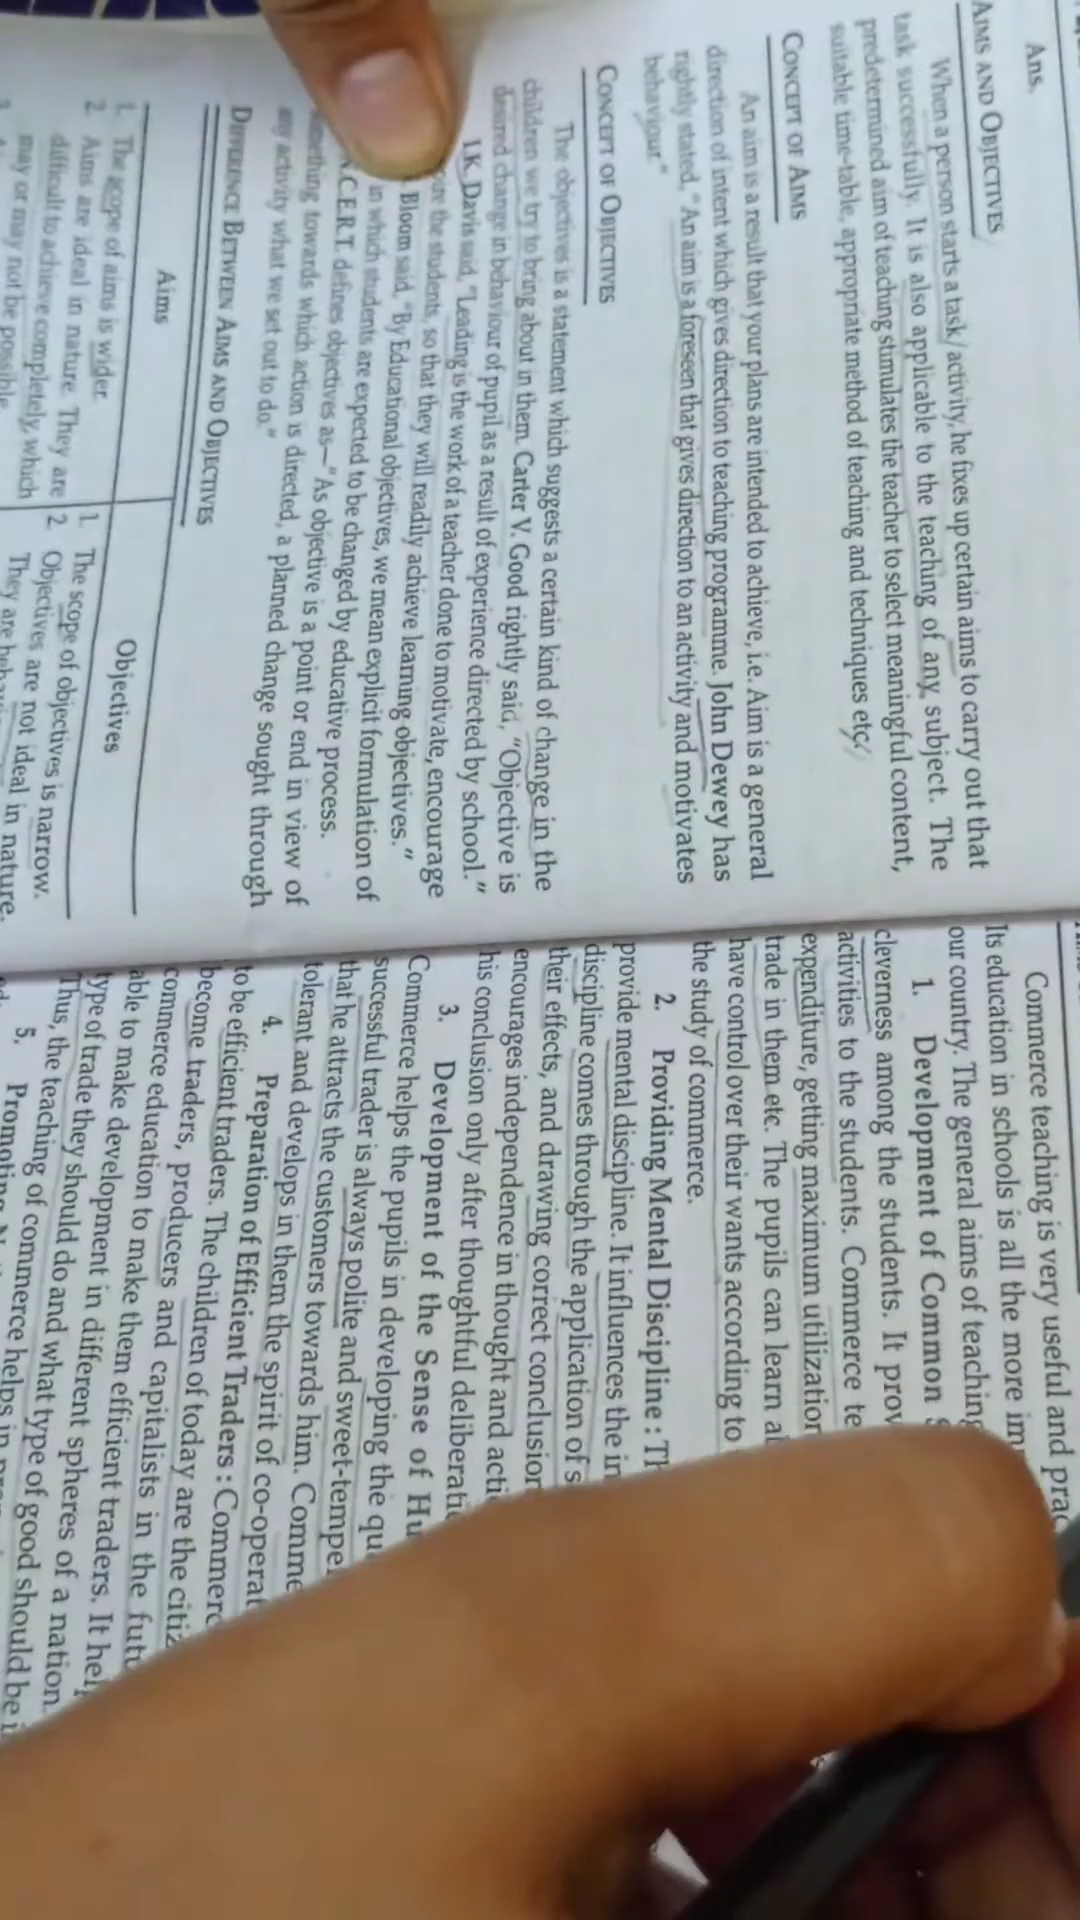 Ans.
AIMS AND OBJECTIVES
When a person starts a task/activity, he fixes up certain aims to carry out that
task successfully. It is also applicable to the teaching of any subject. The
predetermined aim of teaching stimulates the teacher to select meaningful content,
suitable time-table, appropriate method of teaching and techniques etc.
CONCEPT OF AIMS
An aim is a result that your plans are intended to achieve, i.e. Aim is a general
direction of intent which gives direction to teaching programme. John Dewey has
rightly stated, "An aim is a foreseen that gives direction to an activity and motivates
behaviour."
CONCEPT OF OBJECTIVES
The objectives is a statement which suggests a certain kind of change in the
children we try to bring about in them. Carter V. Good rightly said, "Objective is
desired change in behaviour of pupil as a result of experience directed by school."
I.K. Davis said, "Leading is the work of a teacher done to motivate, encourage
the students, so that they will readily achieve learning objectives."
Bloom said, "By Educational objectives, we mean explicit formulation of
in which students are expected to be changed by educative process.
.C.E.R.T. defines objectives as—"As objective is a point or end in view of
towards which action is directed, a planned change sought through
any activity what we set out to do."
DIFFERENCE BETWEEN AIMS AND OBJECTIVES
Aims
Objectives
1. The scope of aims is wider.
2. Aims are ideal in nature. They are
difficult to achieve completely, which
may or may not be possible
1. The scope of objectives is narrow.
2. Objectives are not ideal in nature.
They are
Commerce teaching is very useful and
Its education in schools is all the more
our country. The general aims of teaching
1. Development of Common
cleverness among the students. It
activities to the students. Commerce
expenditure, getting maximum utilization
trade in them etc. The pupils can learn
have control over their wants according to
the study of commerce.
2. Providing Mental Discipline :
provide mental discipline. It influences the
discipline comes through the application of
their effects, and drawing correct conclusion
encourages independence in thought and
his conclusion only after thoughtful
3. Development of the Sense of
Commerce helps the pupils in developing the
successful trader is always polite and
that he attracts the customers towards him.
tolerant and develops in them the spirit of
4. Preparation of Efficient Traders :
to be efficient traders. The children of today are the
become traders, producers and capitalists in the
commerce education to make them efficient traders. It
able to make development in different spheres of a nation.
type of trade they should do and what type of good should be
Thus, the teaching of commerce helps in
5. Promoting